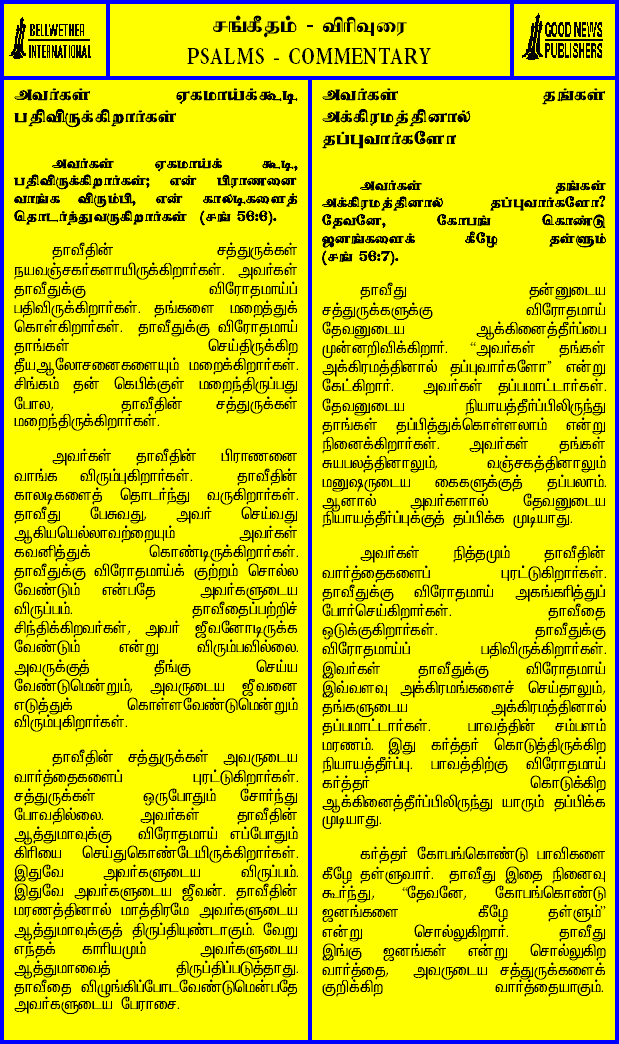 BELLWETHER
INTERNATIONAL
சங்கீதம் - விரிவுரை
PSALMS - COMMENTARY
GOOD NEWS
PUBLISHERS
அவர்கள் ஏகமாய்க்கூடி
பதிவிருக்கிறார்கள்
அவர்கள் ஏகமாய்க் கூடி,
பதிவிருக்கிறார்கள்; என் பிராணனை
வாங்க விரும்பி, என் காலடிகளைத்
தொடர்ந்துவருகிறார்கள் (சங் 56:6).
தாவீதின் சத்துருக்கள்
நயவஞ்சகர்களாயிருக்கிறார்கள். அவர்கள்
தாவீதுக்கு விரோதமாய்ப்
பதிவிருக்கிறார்கள். தங்களை மறைத்துக்
கொள்கிறார்கள். தாவீதுக்கு விரோதமாய்
தாங்கள் செய்திருக்கிற
தீயஆலோசனைகளையும் மறைக்கிறார்கள்.
சிங்கம் தன் கெபிக்குள் மறைந்திருப்பது
போல, தாவீதின் சத்துருக்கள்
மறைந்திருக்கிறார்கள்.
அவர்கள் தாவீதின் பிராணனை
வாங்க விரும்புகிறார்கள். தாவீதின்
காலடிகளைத் தொடர்ந்து வருகிறார்கள்.
தாவீது பேசுவது, அவர் செய்வது
ஆகியயெல்லாவற்றையும் அவர்கள்
கவனித்துக் கொண்டிருக்கிறார்கள்.
தாவீதுக்கு விரோதமாய்க் குற்றம் சொல்ல
வேண்டும் என்பதே அவர்களுடைய
விருப்பம். தாவீதைப்பற்றிச்
சிந்திக்கிறவர்கள், அவர் ஜீவனோடிருக்க
வேண்டும் என்று விரும்பவில்லை.
அவருக்குத் தீங்கு செய்ய
வேண்டுமென்றும், அவருடைய ஜீவனை
எடுத்துக் கொள்ளவேண்டுமென்றும்
விரும்புகிறார்கள்.
தாவீதின் சத்துருக்கள் அவருடைய
வார்த்தைகளைப் புரட்டுகிறார்கள்.
சத்துருக்கள் ஒருபோதும் சோர்ந்து
போவதில்லை. அவர்கள் தாவீதின்
ஆத்துமாவுக்கு விரோதமாய் எப்போதும்
கிரியை செய்துகொண்டேயிருக்கிறார்கள்.
இதுவே அவர்களுடைய விருப்பம்.
இதுவே அவர்களுடைய ஜீவன். தாவீதின்
மரணத்தினால் மாத்திரமே அவர்களுடைய
ஆத்துமாவுக்குத் திருப்தியுண்டாகும். வேறு
எந்தக் காரியமும் அவர்களுடைய
ஆத்துமாவைத் திருப்திப்படுத்தாது.
தாவீதை விழுங்கிப்போடவேண்டுமென்பதே
அவர்களுடைய பேராசை.
அவர்கள் தங்கள்
அக்கிரமத்தினால்
தப்புவார்களோ
அவர்கள் தங்கள்
அக்கிரமத்தினால் தப்புவார்களோ?
தேவனே, கோபங் கொண்டு
ஜனங்களைக் கீழே தள்ளும்
(சங் 56:7).
தாவீது தன்னுடைய
சத்துருக்களுக்கு விரோதமாய்
தேவனுடைய ஆக்கினைத்தீர்ப்பை
முன்னறிவிக்கிறார். “அவர்கள் தங்கள்
அக்கிரமத்தினால் தப்புவார்களோ” என்று
கேட்கிறார். அவர்கள் தப்பமாட்டார்கள்.
தேவனுடைய நியாயத்தீர்ப்பிலிருந்து
தாங்கள் தப்பித்துக்கொள்ளலாம் என்று
நினைக்கிறார்கள். அவர்கள் தங்கள்
சுயபலத்தினாலும், வஞ்சகத்தினாலும்
மனுஷருடைய கைகளுக்குத் தப்பலாம்.
ஆனால் அவர்களால் தேவனுடைய
நியாயத்தீர்ப்புக்குத் தப்பிக்க முடியாது.
அவர்கள் நித்தமும் தாவீதின்
வார்த்தைகளைப் புரட்டுகிறார்கள்.
தாவீதுக்கு விரோதமாய் அகங்கரித்துப்
போர்செய்கிறார்கள். தாவீதை
ஒடுக்குகிறார்கள். தாவீதுக்கு
விரோதமாய்ப் பதிவிருக்கிறார்கள்.
இவர்கள் தாவீதுக்கு விரோதமாய்
இவ்வளவு அக்கிரமங்களைச் செய்தாலும்,
தங்களுடைய அக்கிரமத்தினால்
தப்பமாட்டார்கள். பாவத்தின் சம்பளம்
மரணம். இது கர்த்தர் கொடுத்திருக்கிற
நியாயத்தீர்ப்பு. பாவத்திற்கு விரோதமாய்
கர்த்தர் கொடுக்கிற
ஆக்கினைத்தீர்ப்பிலிருந்து யாரும் தப்பிக்க
முடியாது.
கர்த்தர் கோபங்கொண்டு பாவிகளை
கீழே தள்ளுவார். தாவீது இதை நினைவு
கூர்ந்து, “தேவனே, கோபங்கொண்டு
ஜனங்களை கீழே தள்ளும்”
என்று சொல்லுகிறார். தாவீது
இங்கு ஜனங்கள் என்று சொல்லுகிற
வார்த்தை, அவருடைய சத்துருக்களைக்
குறிக்கிற வார்த்தையாகும்.